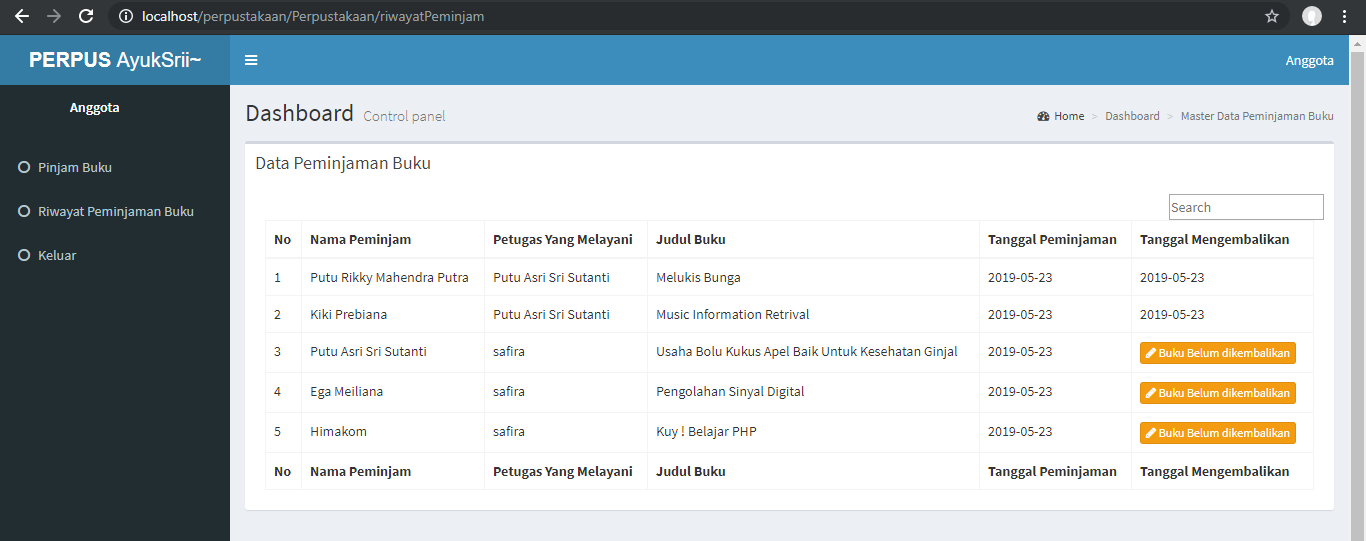 localhost/perpustakaan/Perpustakaan/riwayatPeminjam
PERPUS AyukSrii~
Anggota
Anggota
Pinjam Buku
Riwayat Peminjaman Buku
Keluar
Dashboard Control panel
Home > Dashboard > Master Data Peminjaman Buku
Data Peminjaman Buku
Search
No Nama Peminjam Petugas Yang Melayani Judul Buku Tanggal Peminjaman Tanggal Mengembalikan
1 Putu Rikky Mahendra Putra Putu Asri Sri Sutanti Melukis Bunga 2019-05-23 2019-05-23
2 Kiki Prebiana Putu Asri Sri Sutanti Music Information Retrival 2019-05-23 2019-05-23
3 Putu Asri Sri Sutanti safira Usaha Bolu Kukus Apel Baik Untuk Kesehatan Ginjal 2019-05-23 Buku Belum dikembalikan
4 Ega Meiliana safira Pengolahan Sinyal Digital 2019-05-23 Buku Belum dikembalikan
5 Himakom safira Kuy ! Belajar PHP 2019-05-23 Buku Belum dikembalikan
No Nama Peminjam Petugas Yang Melayani Judul Buku Tanggal Peminjaman Tanggal Mengembalikan